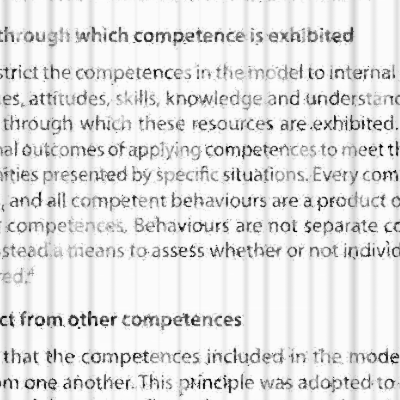 through which competence is exhibited
strict the competences in the model to internal
es, attitudes, skills, knowledge and understand
through which these resources are exhibited.
al outcomes of applying competences to meet th
ities presented by specific situations. Every com
, and all competent behaviours are a product o
competences. Behaviours are not separate co
stead a means to assess whether or not individ
red.4
ct from other competences
that the competences included in the mode
om one another. This principle was adopted to